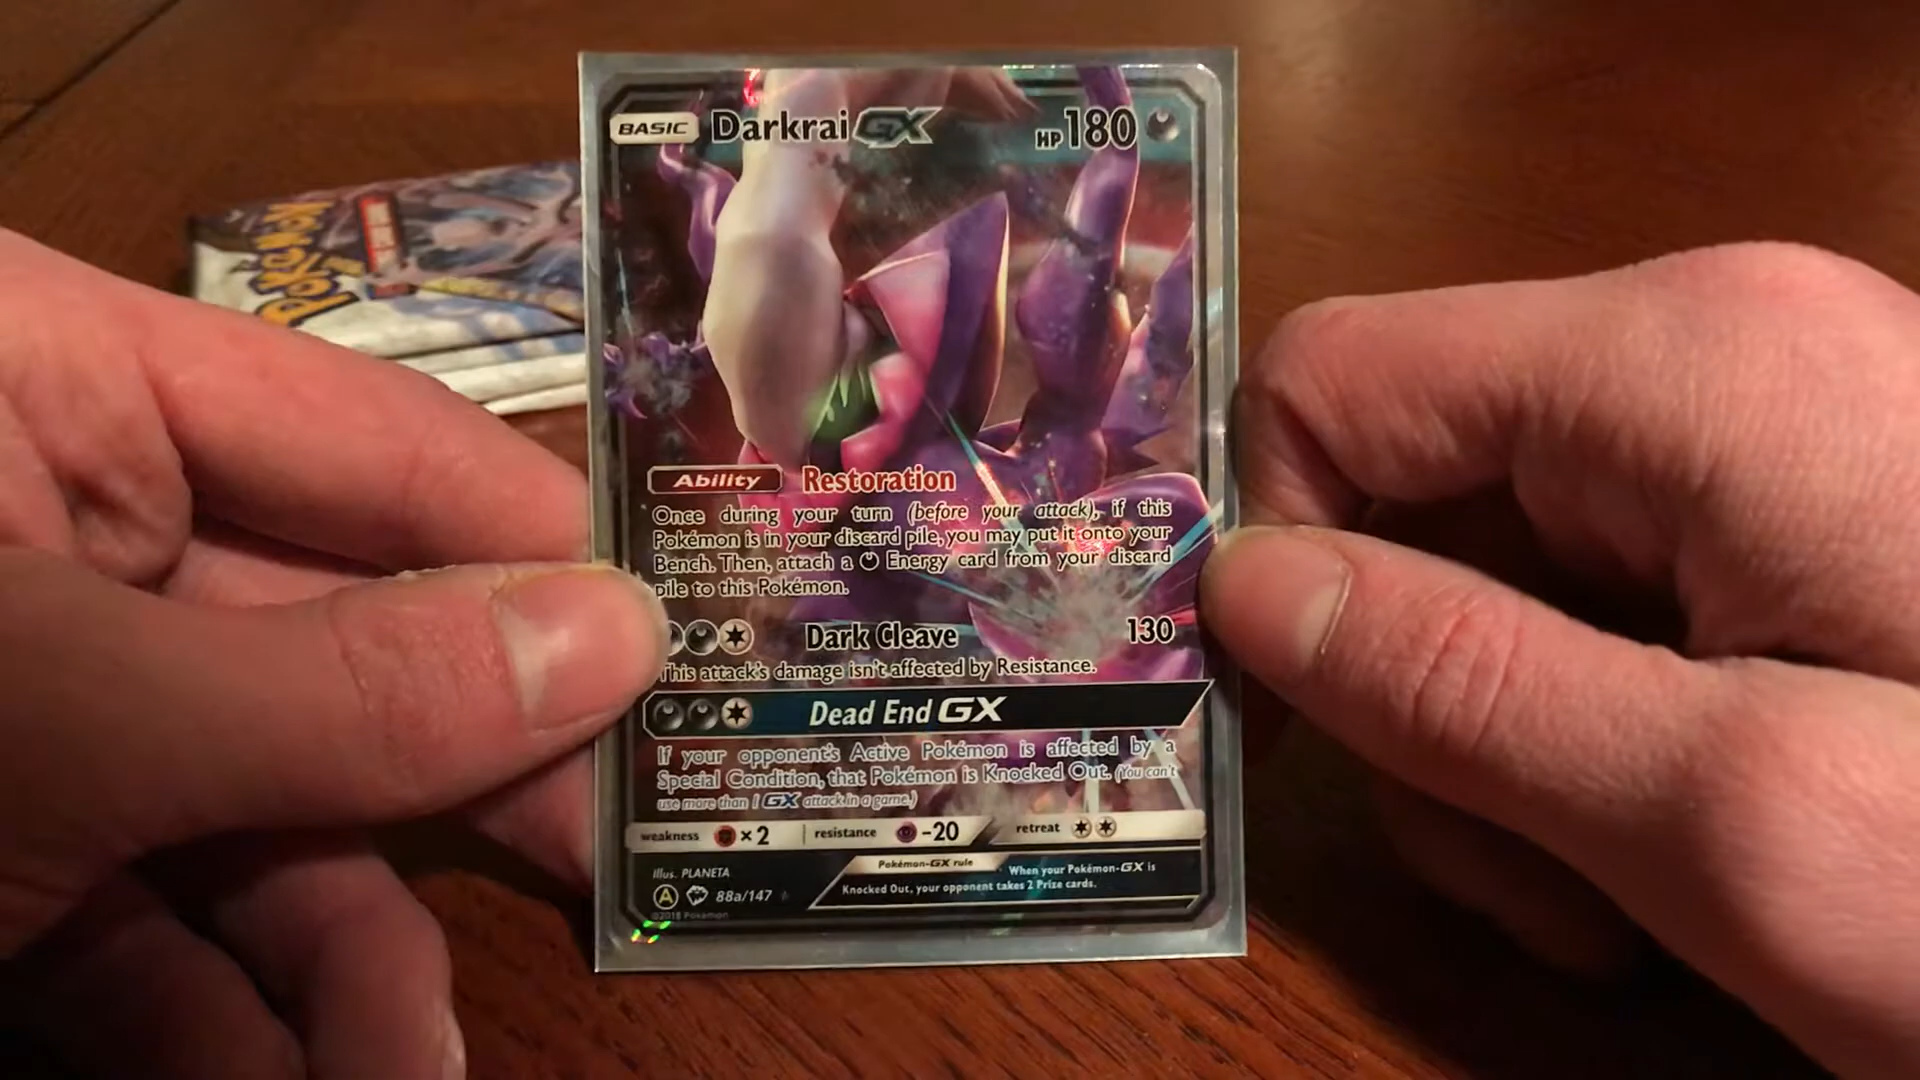 BASIC Darkrai GX HP 180
POKéMON
Ability Restoration
Once during your turn (before your attack), if this
Pokémon is in your discard pile, you may put it onto your
Bench. Then, attach a Energy card from your discard
pile to this Pokémon.
Dark Cleave 130
This attack's damage isn't affected by Resistance.
Dead End GX
If your opponent's Active Pokémon is affected by a
Special Condition, that Pokémon is Knocked Out. (You can't
use more than 1 GX attack in a game.)
weakness ×2 resistance -20 retreat
Illus. PLANETA
Pokémon-GX rule
When your Pokémon-GX is
Knocked Out, your opponent takes 2 Prize cards.
A 88a/147
©2018 Pokémon